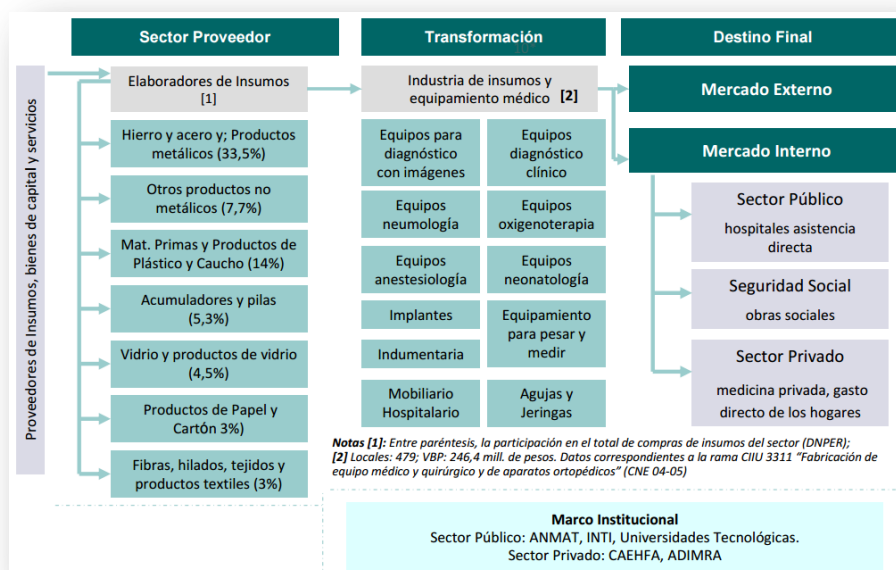 Sector Proveedor
Transformación
Destino Final
Proveedores de Insumos, bienes de capital y servicios
Elaboradores de Insumos
[1]
Hierro y acero y; Productos
metálicos (33,5%)
Otros productos no
metálicos (7,7%)
Mat. Primas y Productos de
Plástico y Caucho (14%)
Acumuladores y pilas
(5,3%)
Vidrio y productos de vidrio
(4,5%)
Productos de Papel y
Cartón 3%)
Fibras, hilados, tejidos y
productos textiles (3%)
Industria de insumos y
equipamiento médico [2]
Equipos para
diagnóstico
con imágenes
Equipos
diagnóstico
clínico
Equipos
neumología
Equipos
oxigenoterapia
Equipos
anestesiología
Equipos
neonatología
Implantes
Equipamiento
para pesar y
medir
Indumentaria
Mobiliario
Hospitalario
Agujas y
Jeringas
Mercado Externo
Mercado Interno
Sector Público
hospitales asistencia
directa
Seguridad Social
obras sociales
Sector Privado
medicina privada, gasto
directo de los hogares
Notas [1]: Entre paréntesis, la participación en el total de compras de insumos del sector (DNPER);
[2] Locales: 479; VBP: 246,4 mill. de pesos. Datos correspondientes a la rama CIIU 3311 “Fabricación de
equipo médico y quirúrgico y de aparatos ortopédicos” (CNE 04-05)
Marco Institucional
Sector Público: ANMAT, INTI, Universidades Tecnológicas.
Sector Privado: CAEHFA, ADIMRA